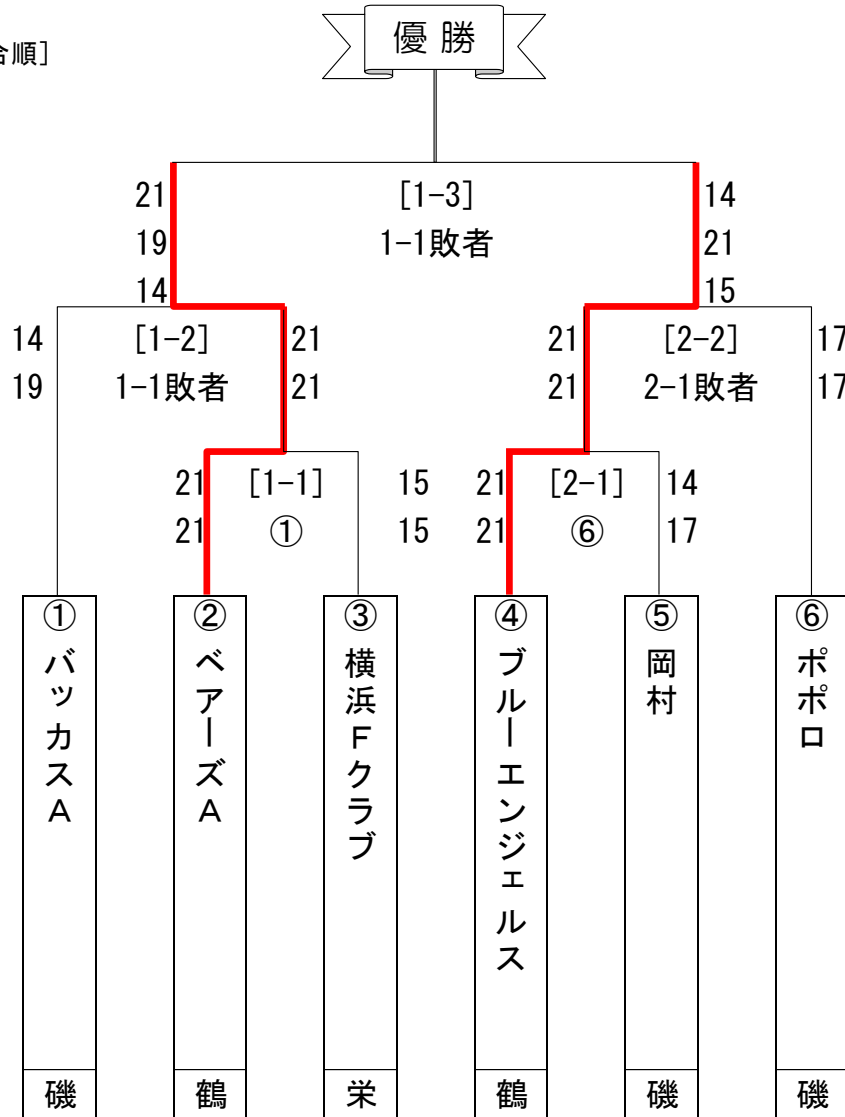 優勝
合順]
21 [1-3] 14
19 1-1敗者 21
14 15
14 [1-2] 21 21 [2-2] 17
19 1-1敗者 21 21 2-1敗者 17
21 [1-1] 15 21 [2-1] 14
21 ① 15 21 ⑥ 17
① ② ③ ④ ⑤ ⑥
バッカスA
ベアーズA
横浜Fクラブ
ブルーエンジェルス
岡村
ポポロ
磯 鶴 栄 鶴 磯 磯